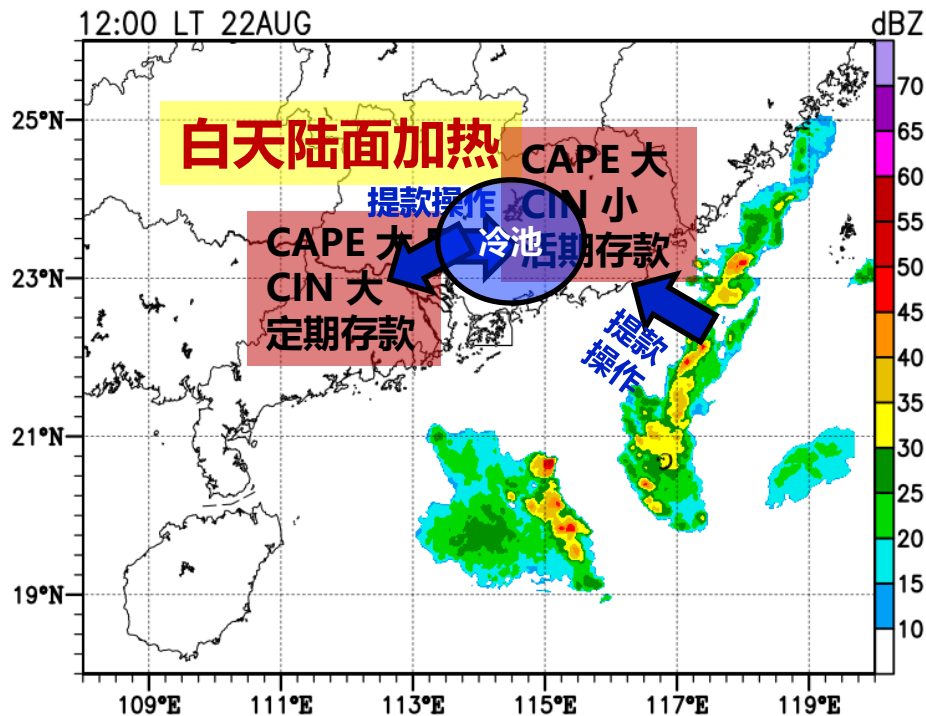 12:00 LT 22AUG
dBZ
白天陆面加热
CAPE 大
CIN 小
活期存款
提款操作
冷池
CAPE 大
CIN 大
定期存款
提款
操作
25°N
23°N
21°N
19°N
109°E
111°E
113°E
115°E
117°E
119°E
70
65
60
55
50
45
40
35
30
25
20
15
10